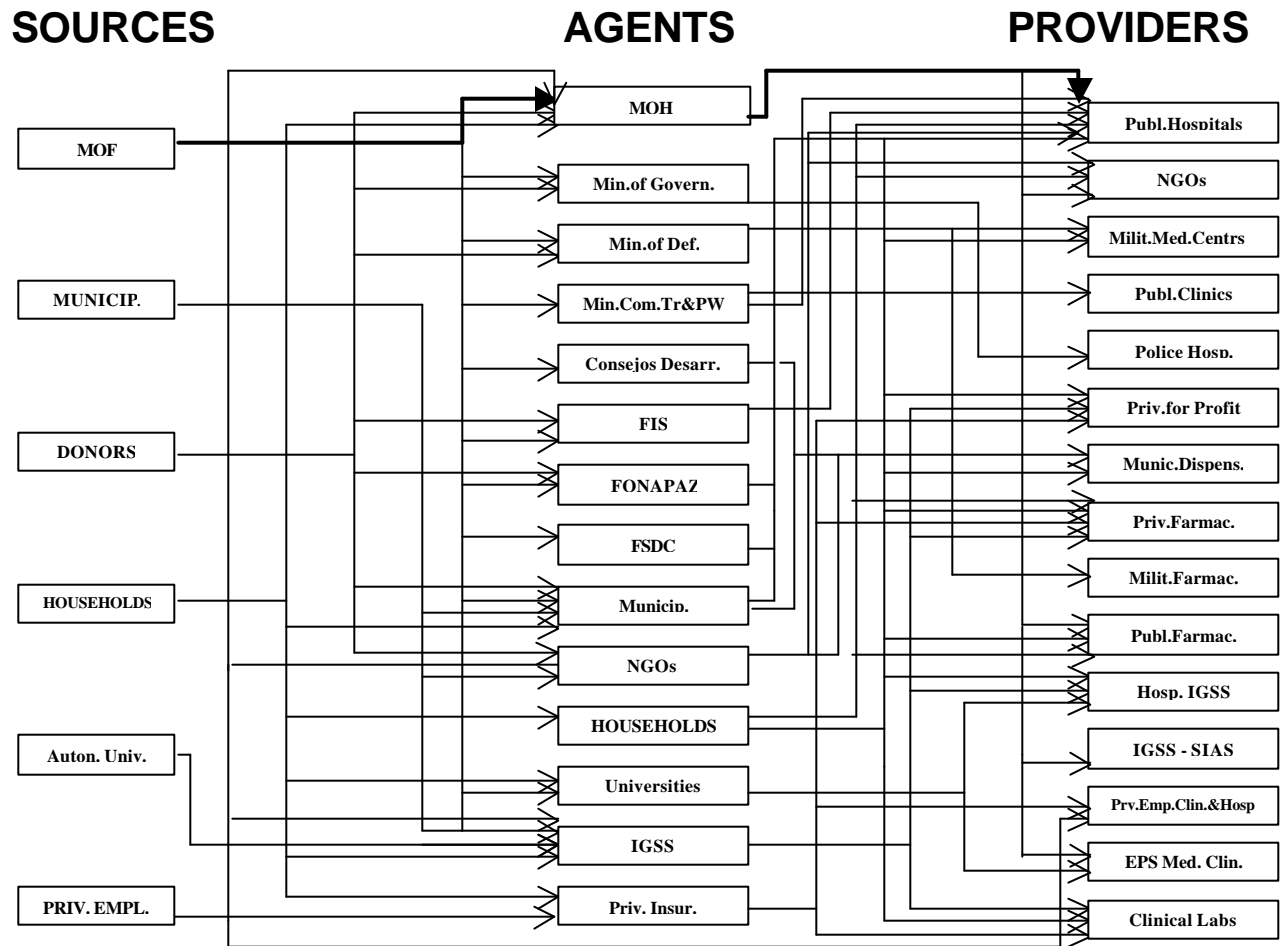 SOURCES AGENTS PROVIDERS
MOF
MUNICIP.
DONORS
HOUSEHOLDS
Auton. Univ.
PRIV. EMPL.
MOH
Min.of Govern.
Min.of Def.
Min.Com.Tr&PW
Consejos Desarr.
FIS
FONAPAZ
FSDC
Municip.
NGOs
HOUSEHOLDS
Universities
IGSS
Priv. Insur.
Publ.Hospitals
NGOs
Milit.Med.Centrs
Publ.Clinics
Police Hosp.
Priv.for Profit
Munic.Dispens.
Priv.Farmac.
Milit.Farmac.
Publ.Farmac.
Hosp. IGSS
IGSS - SIAS
Prv.Emp.Clin.&Hosp
EPS Med. Clin.
Clinical Labs